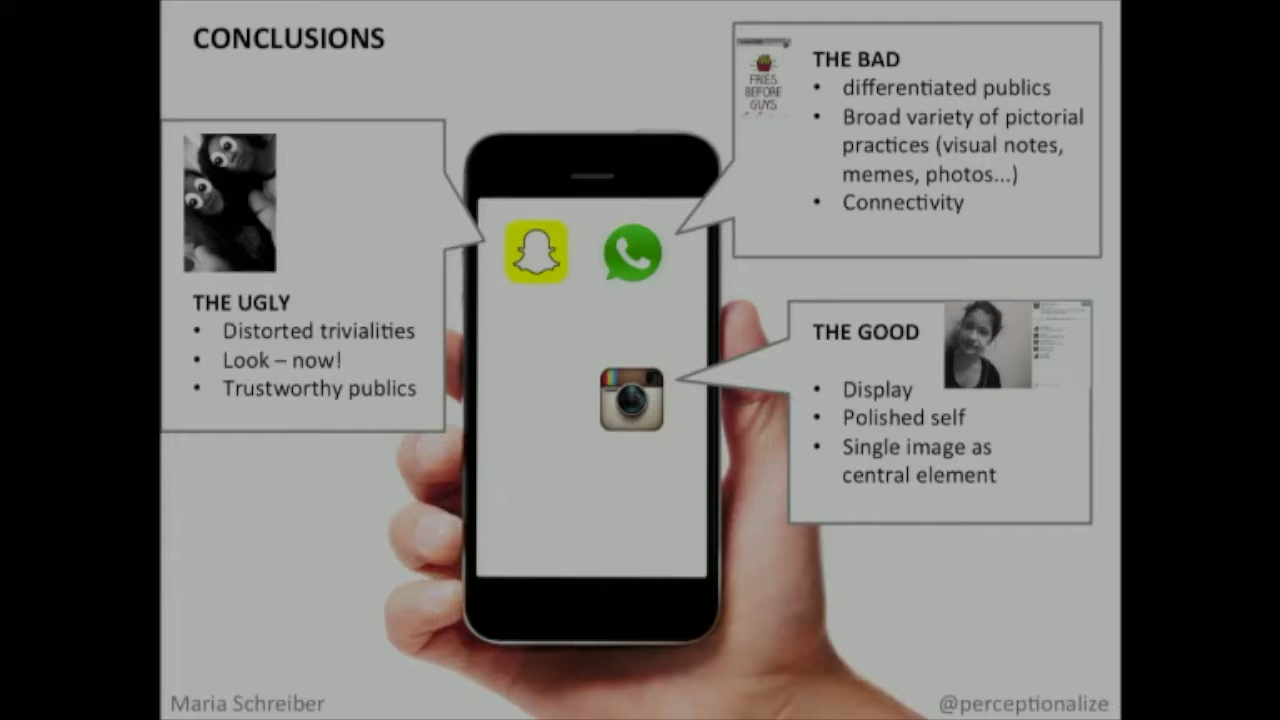 CONCLUSIONS
THE UGLY
• Distorted trivialities
• Look – now!
• Trustworthy publics
FRIES
BEFORE
GUYS
THE BAD
• differentiated publics
• Broad variety of pictorial
practices (visual notes,
memes, photos...)
• Connectivity
THE GOOD
• Display
• Polished self
• Single image as
central element
Maria Schreiber
@perceptionalize